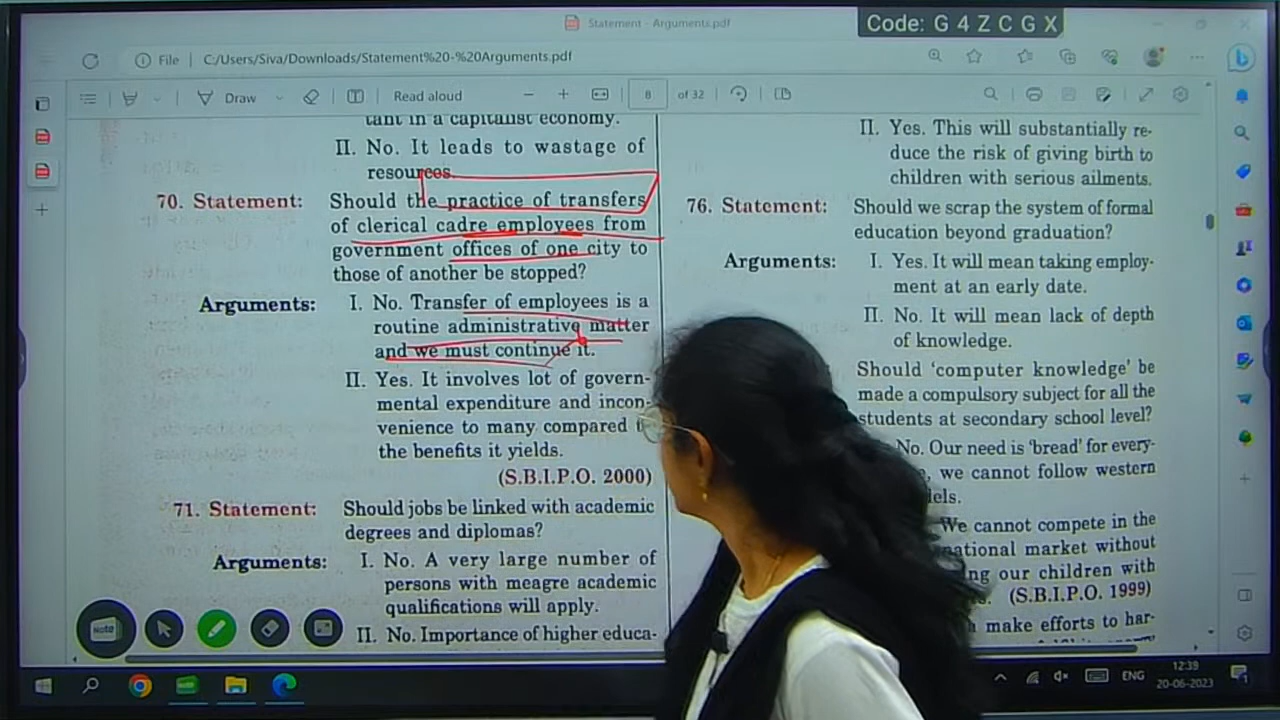 Statement - Arguments.pdf
Code: G 4 Z C G X
File C:/Users/Siva/Downloads/Statement%20-%20Arguments.pdf
Draw
Read aloud
8 of 32
tant in a capitalist economy.
II. No. It leads to wastage of
resources.
70. Statement: Should the practice of transfers
of clerical cadre employees from
government offices of one city to
those of another be stopped?
Arguments: I. No. Transfer of employees is a
routine administrative matter
and we must continue it.
II. Yes. It involves lot of govern-
mental expenditure and incon-
venience to many compared
the benefits it yields.
(S.B.I.P.O. 2000)
71. Statement: Should jobs be linked with academic
degrees and diplomas?
Arguments: I. No. A very large number of
persons with meagre academic
qualifications will apply.
II. No. Importance of higher educa-
II. Yes. This will substantially re-
duce the risk of giving birth to
children with serious ailments.
76. Statement: Should we scrap the system of formal
education beyond graduation?
Arguments: I. Yes. It will mean taking employ-
ment at an early date.
II. No. It will mean lack of depth
of knowledge.
Should 'computer knowledge' be
made a compulsory subject for all the
students at secondary school level?
No. Our need is 'bread' for every-
we cannot follow western
We cannot compete in the
market without
our children with
(S.B.I.P.O. 1999)
make efforts to har-
Note
ENG
12:39
20-06-2023